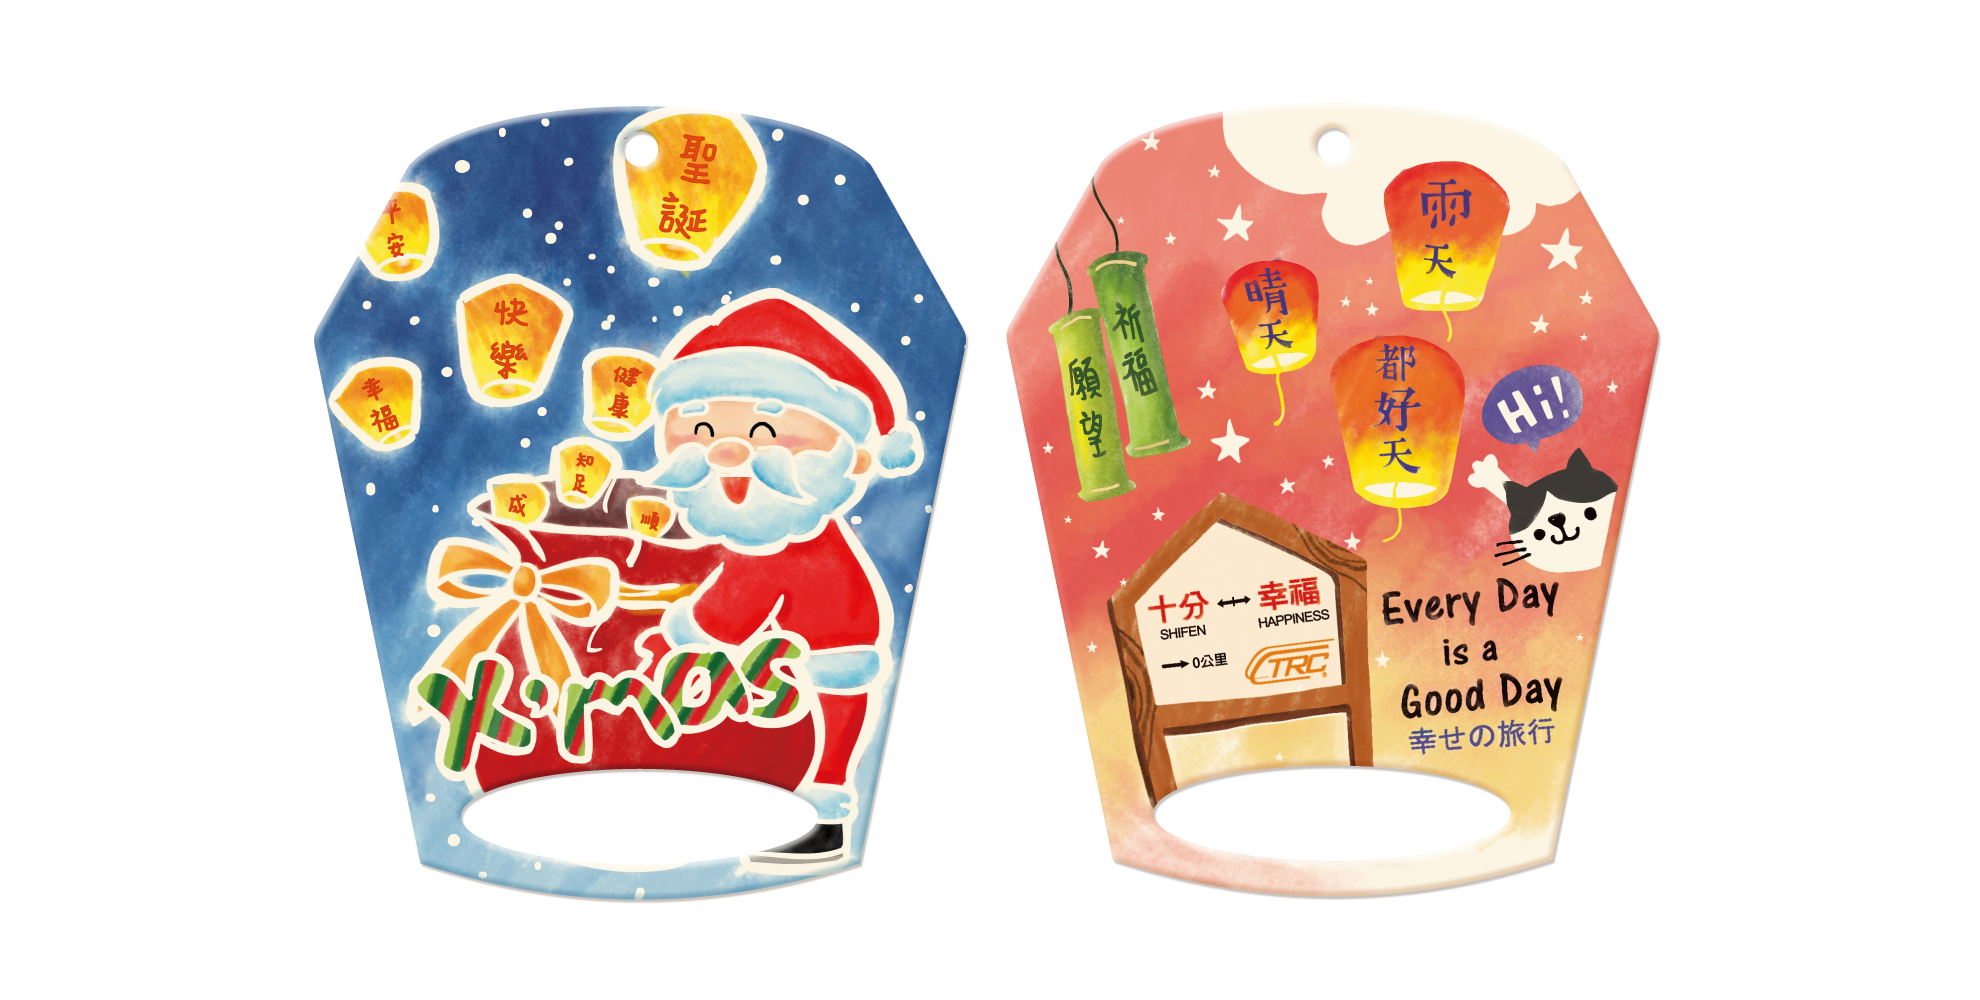 聖誕
平安
快樂
幸福
健康
知足
成
順
X'mas
雨天
晴天
都好天
祈福
願望
Hi!
十分 ↔ 幸福
SHIFEN HAPPINESS
→ 0公里
TRC
Every Day
is a
Good Day
幸せの旅行